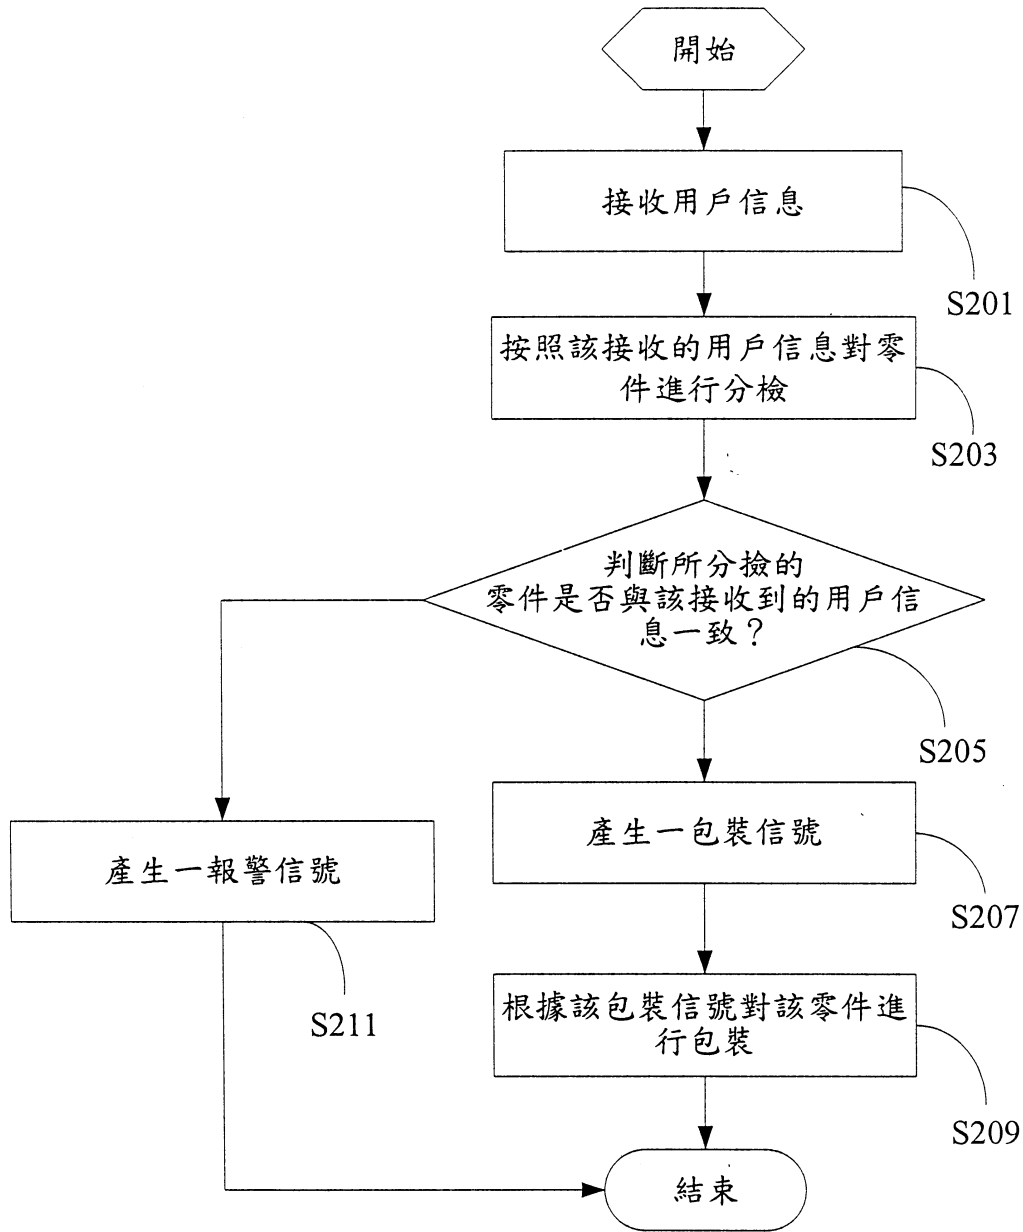 開始
接收用戶信息
S201
按照該接收的用戶信息對零
件進行分檢
S203
判斷所分撿的
零件是否與該接收到的用戶信
息一致？
S205
產生一包裝信號
S207
產生一報警信號
S211
根據該包裝信號對該零件進
行包裝
S209
結束